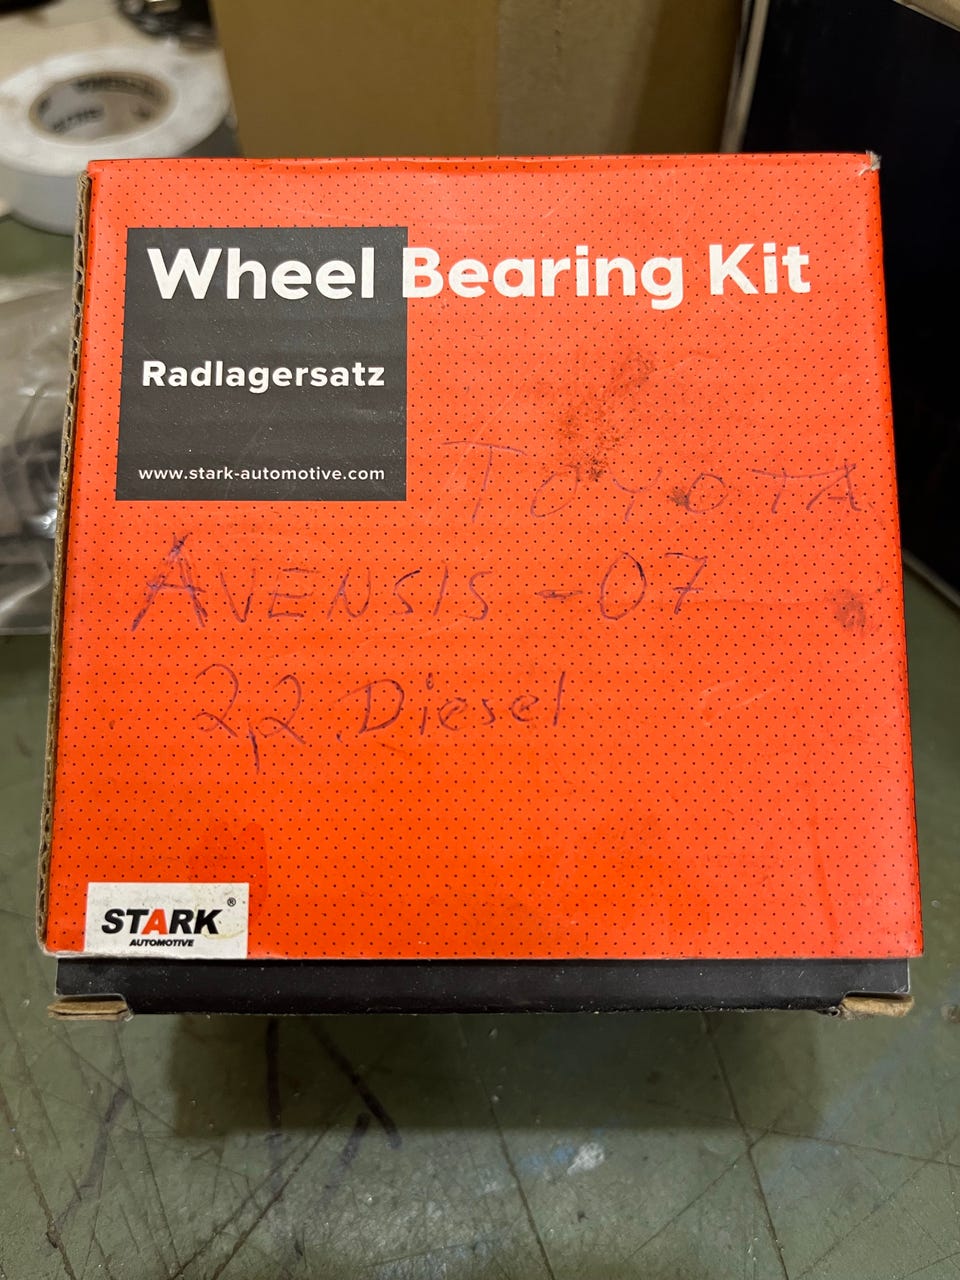 Wheel Bearing Kit
Radlagersatz
www.stark-automotive.com
TOYOTA
AVENSIS -07
2,2 Diesel
STARK®
AUTOMOTIVE